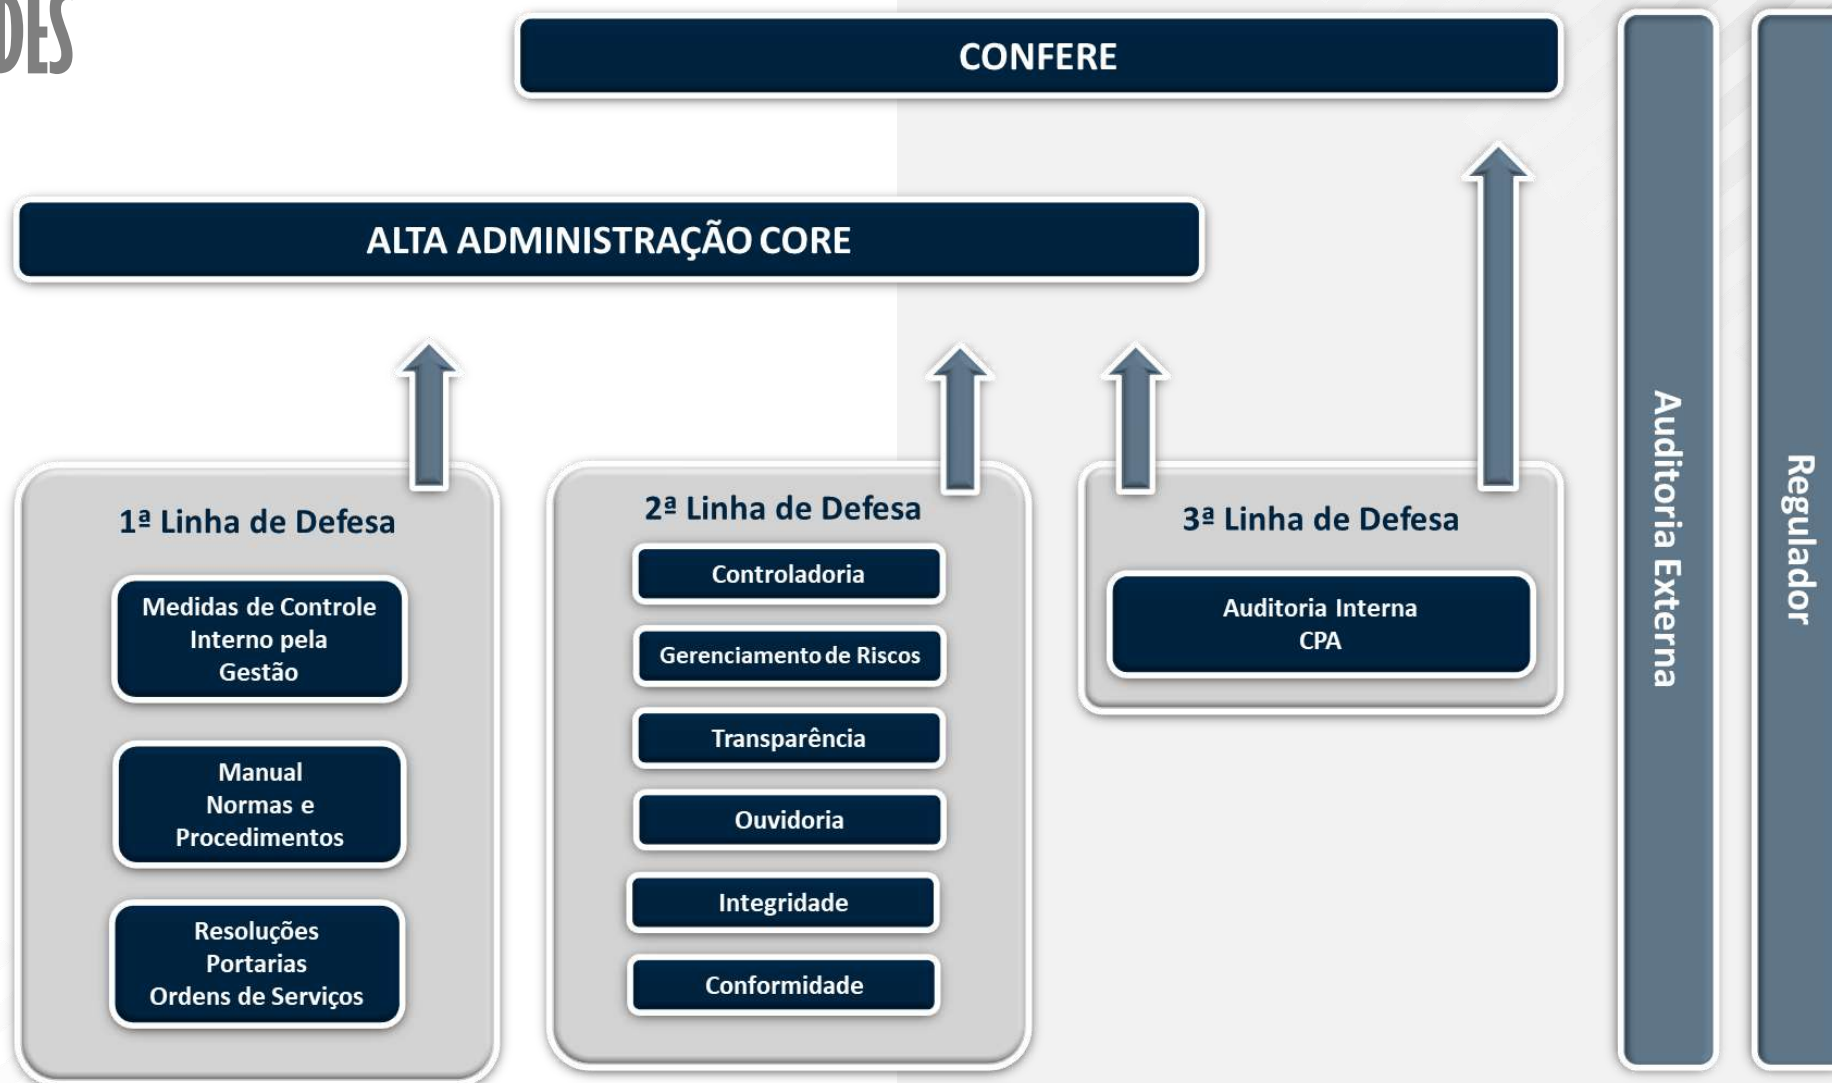 CONFERE
ALTA ADMINISTRAÇÃO CORE
1ª Linha de Defesa
Medidas de Controle
Interno pela
Gestão
Manual
Normas e
Procedimentos
Resoluções
Portarias
Ordens de Serviços
2ª Linha de Defesa
Controladoria
Gerenciamento de Riscos
Transparência
Ouvidoria
Integridade
Conformidade
3ª Linha de Defesa
Auditoria Interna
CPA
Auditoria Externa
Regulador